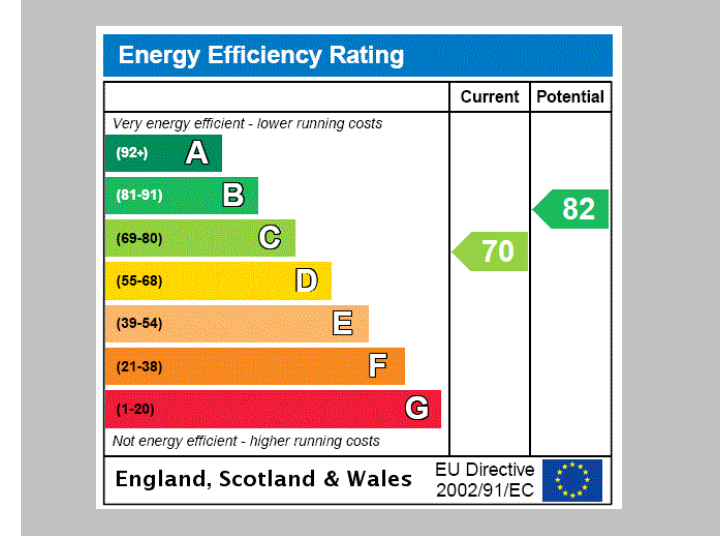 Energy Efficiency Rating
Current Potential
Very energy efficient - lower running costs
(92+) A
(81-91) B
82
(69-80) C
70
(55-68) D
(39-54) E
(21-38) F
(1-20) G
Not energy efficient - higher running costs
England, Scotland & Wales
EU Directive
2002/91/EC